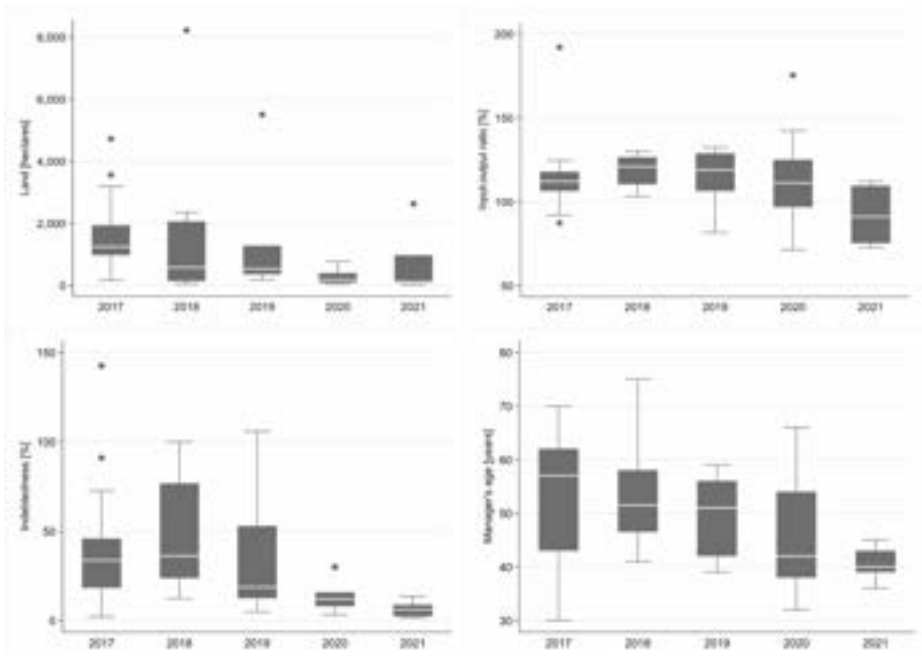 8,000
6,000
4,000
2,000
0
Land [hectares]
2017 2018 2019 2020 2021
200
150
100
50
Input-output ratio [%]
2017 2018 2019 2020 2021
150
100
50
0
Indebtedness [%]
2017 2018 2019 2020 2021
80
70
60
50
40
30
Manager's age [years]
2017 2018 2019 2020 2021